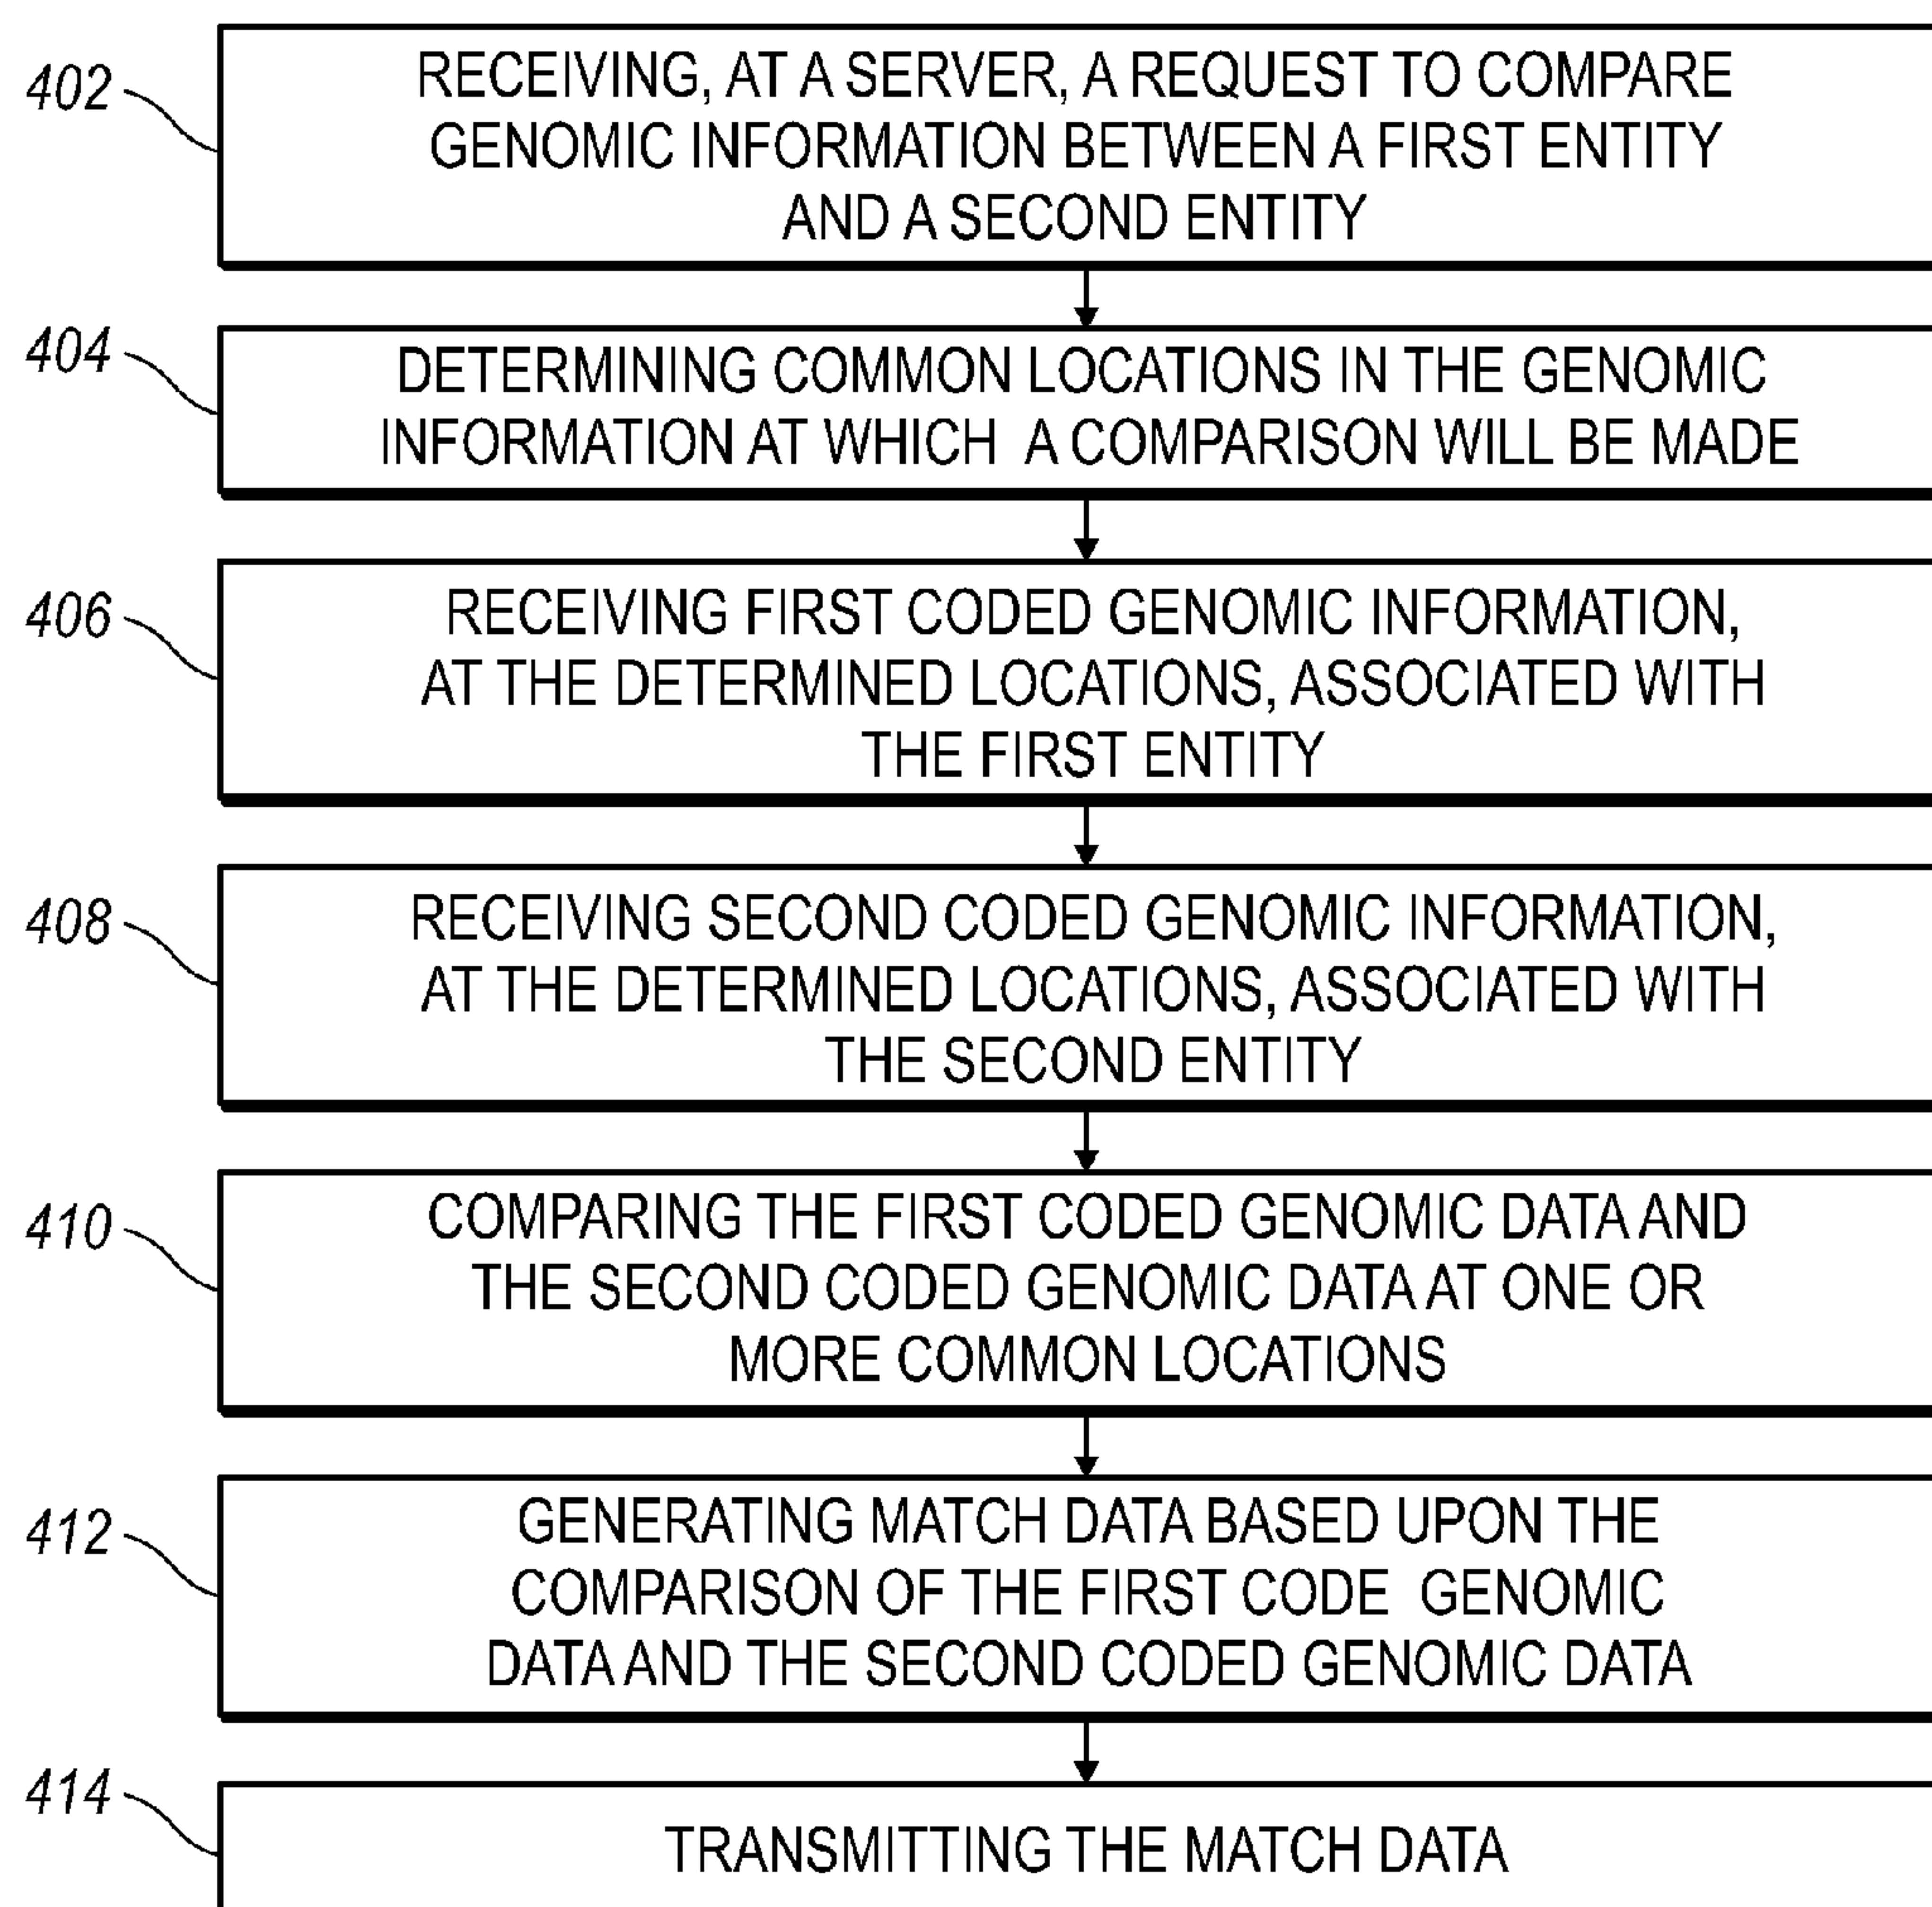 402
RECEIVING, AT A SERVER, A REQUEST TO COMPARE
GENOMIC INFORMATION BETWEEN A FIRST ENTITY
AND A SECOND ENTITY
404
DETERMINING COMMON LOCATIONS IN THE GENOMIC
INFORMATION AT WHICH A COMPARISON WILL BE MADE
406
RECEIVING FIRST CODED GENOMIC INFORMATION,
AT THE DETERMINED LOCATIONS, ASSOCIATED WITH
THE FIRST ENTITY
408
RECEIVING SECOND CODED GENOMIC INFORMATION,
AT THE DETERMINED LOCATIONS, ASSOCIATED WITH
THE SECOND ENTITY
410
COMPARING THE FIRST CODED GENOMIC DATA AND
THE SECOND CODED GENOMIC DATA AT ONE OR
MORE COMMON LOCATIONS
412
GENERATING MATCH DATA BASED UPON THE
COMPARISON OF THE FIRST CODE GENOMIC
DATA AND THE SECOND CODED GENOMIC DATA
414
TRANSMITTING THE MATCH DATA